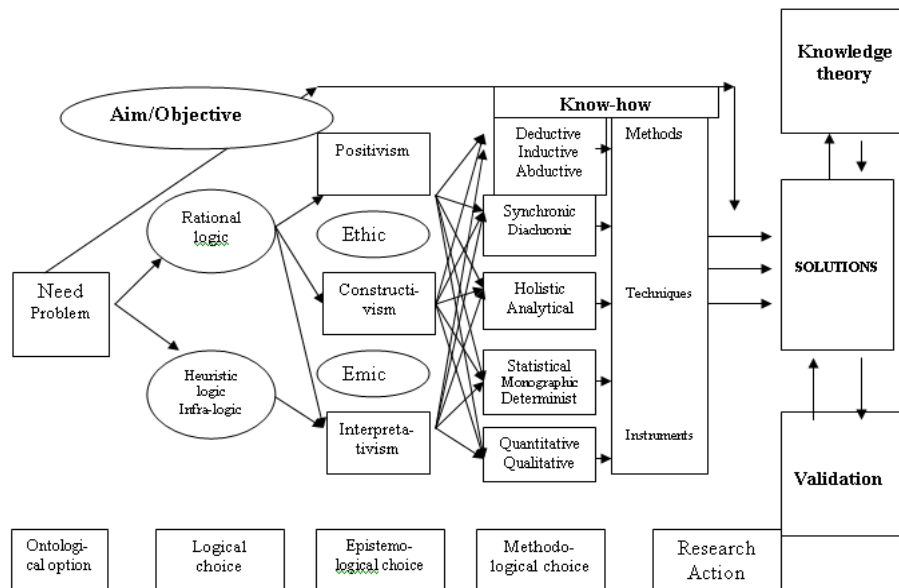 Knowledge
theory
Aim/Objective
Know-how
Positivism
Deductive
Inductive
Abductive
Methods
Rational
logic
Ethic
Synchronic
Diachronic
SOLUTIONS
Need
Problem
Constructi-
vism
Holistic
Analytical
Techniques
Heuristic
logic
Infra-logic
Emic
Statistical
Monographic
Determinist
Interpreta-
tivism
Quantitative
Qualitative
Instruments
Validation
Ontologi-
cal option
Logical
choice
Epistemo-
logical choice
Methodo-
logical choice
Research
Action